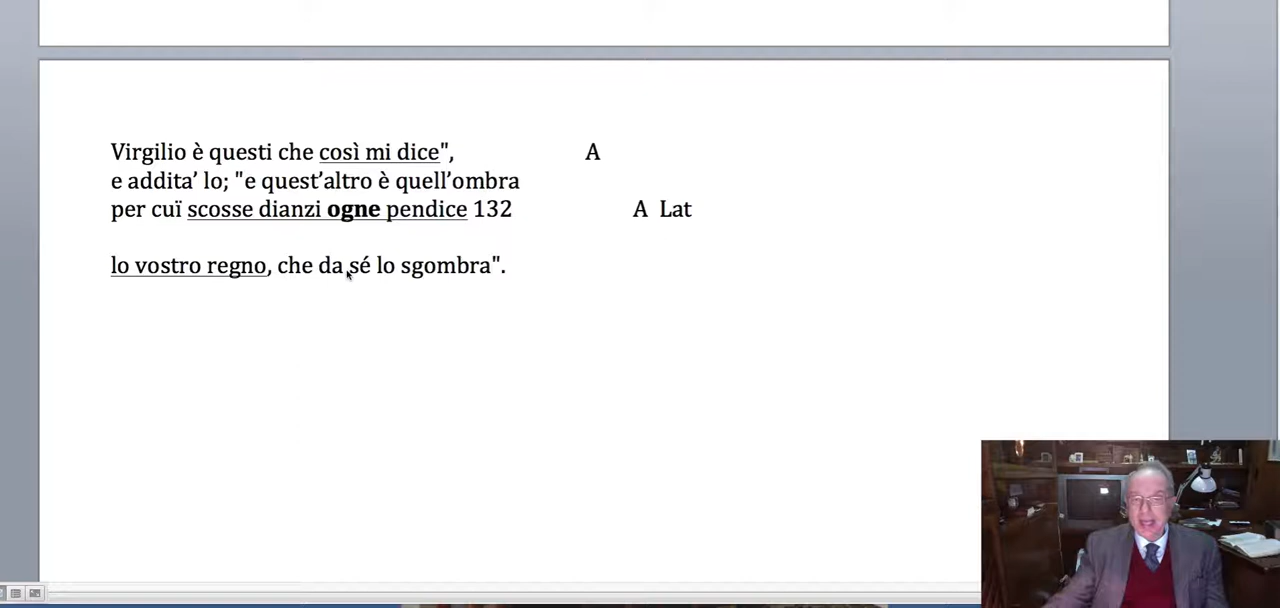 Virgilio è questi che così mi dice", A
e addita' lo; "e quest'altro è quell'ombra
per cuï scosse dianzi ogne pendice 132 A Lat
lo vostro regno, che da sé lo sgombra".